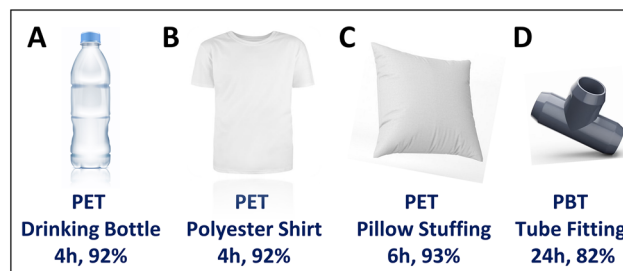 A B C D
PET PET PET PBT
Drinking Bottle Polyester Shirt Pillow Stuffing Tube Fitting
4h, 92% 4h, 92% 6h, 93% 24h, 82%